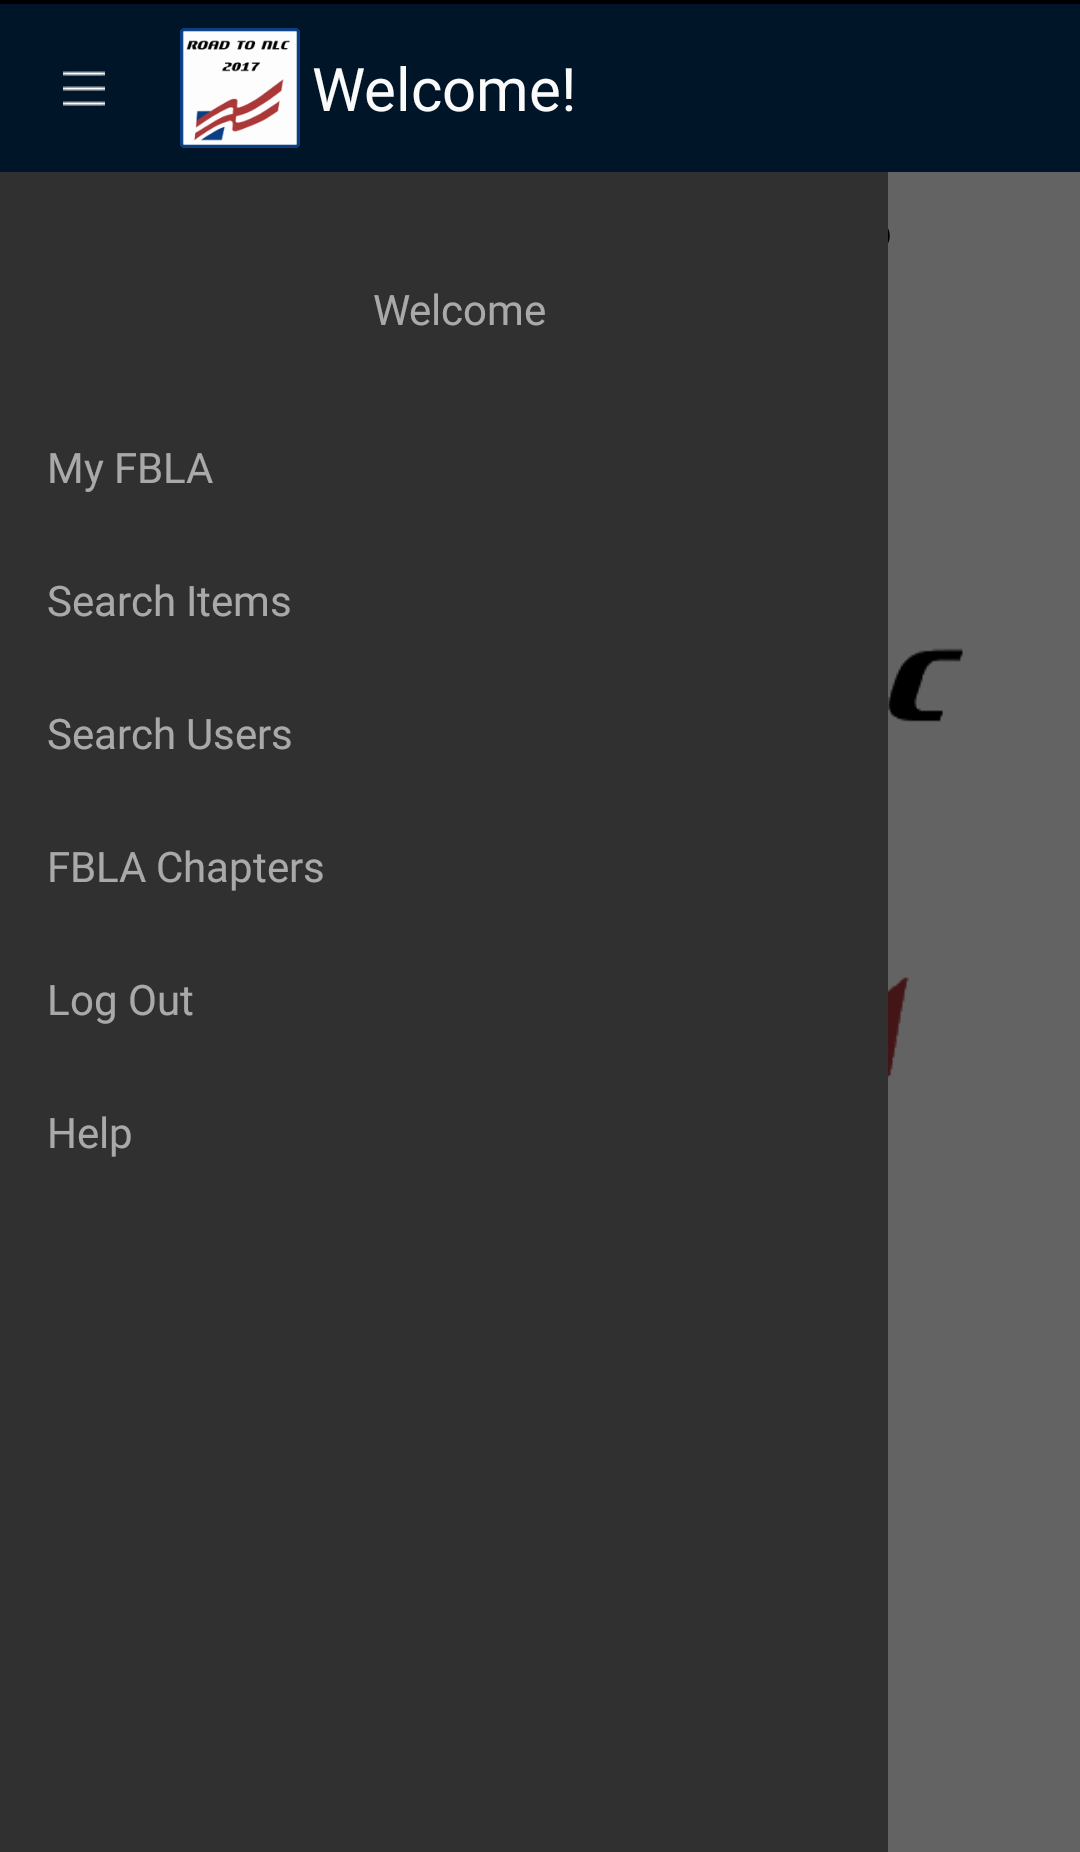 ROAD TO NLC
2017
Welcome!
Welcome
My FBLA
Search Items
Search Users
FBLA Chapters
Log Out
Help
C